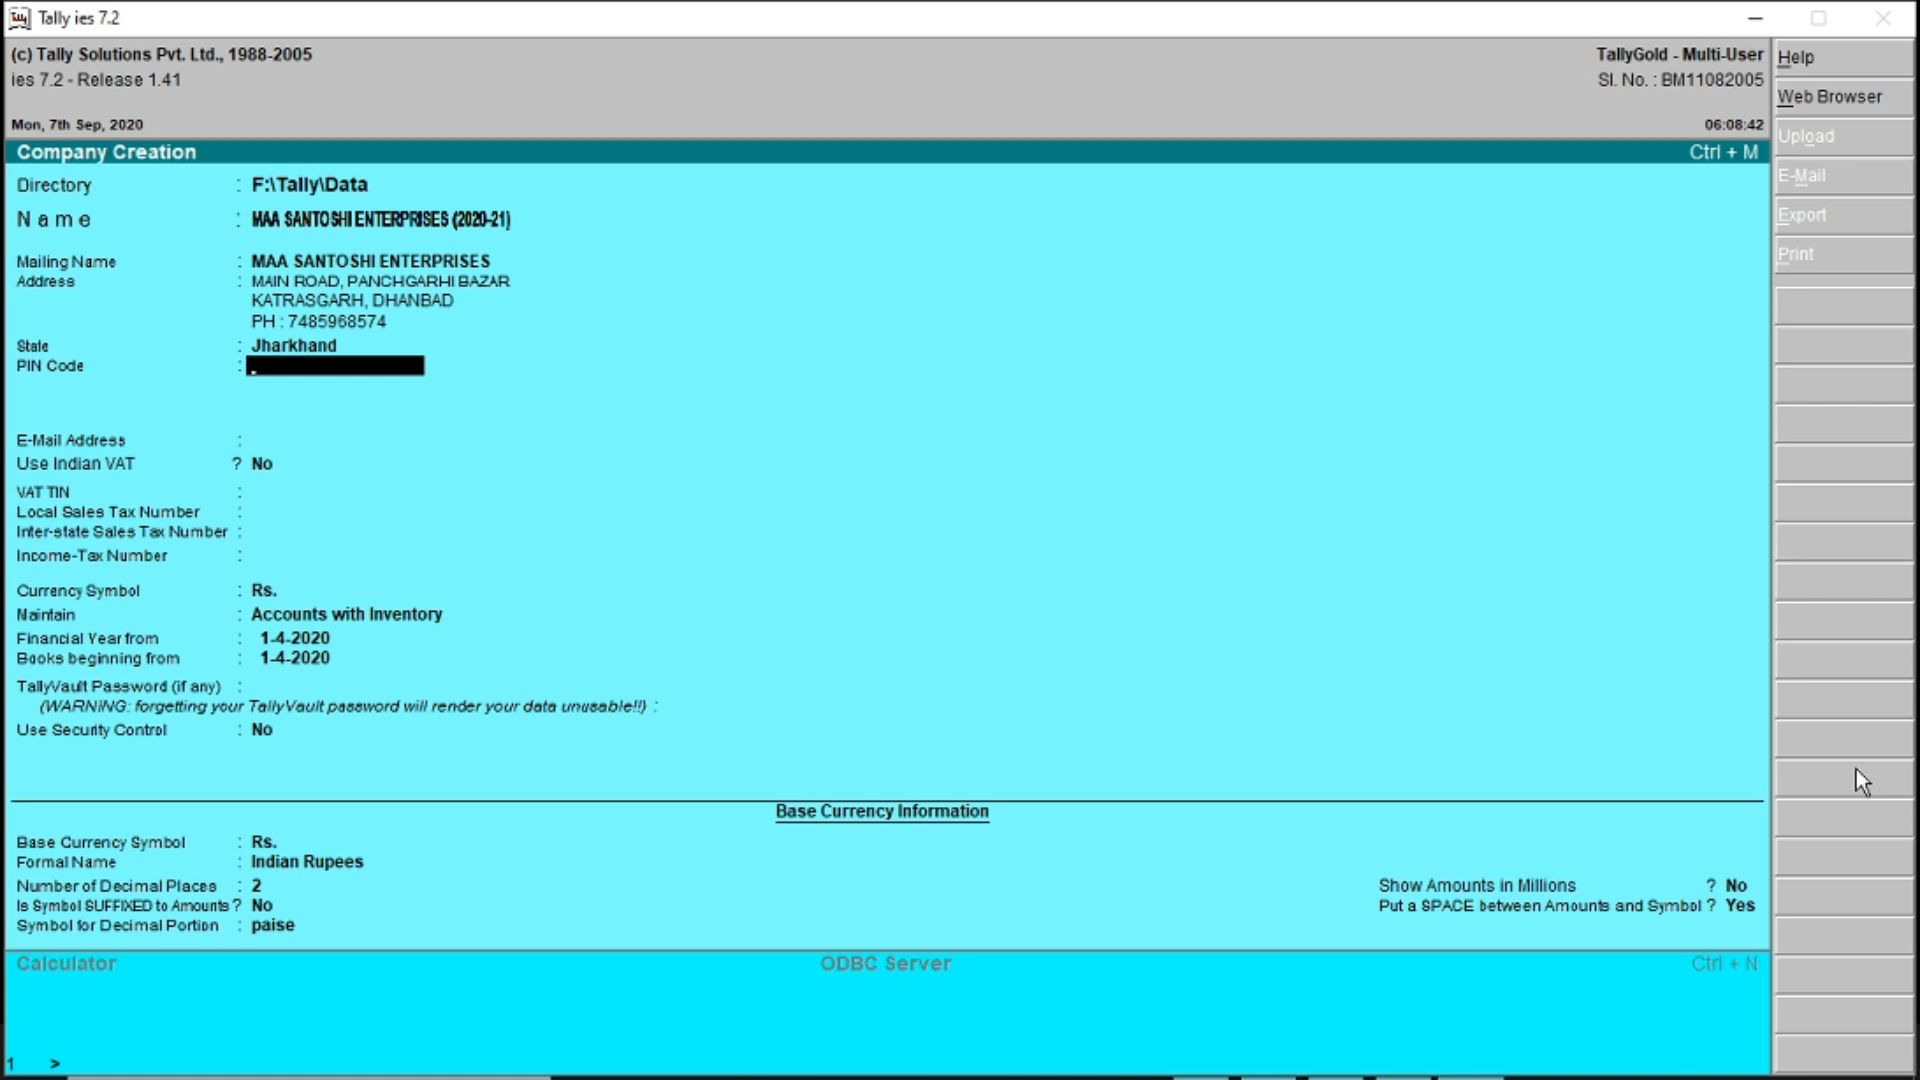 Tally ies 7.2
(c) Tally Solutions Pvt. Ltd., 1988-2005
TallyGold - Multi-User
ies 7.2 - Release 1.41
Sl. No. : BM11082005
Mon, 7th Sep, 2020
06:08:42
Help
Web Browser
Upload
E-Mail
Export
Print
Company Creation
Ctrl + M
Directory : F:\Tally\Data
N a m e : MAA SANTOSHI ENTERPRISES (2020-21)
Mailing Name : MAA SANTOSHI ENTERPRISES
Address : MAIN ROAD, PANCHGARHI BAZAR
KATRASGARH, DHANBAD
PH : 7485968574
State : Jharkhand
PIN Code :
E-Mail Address :
Use Indian VAT ? No
VAT TIN :
Local Sales Tax Number :
Inter-state Sales Tax Number :
Income-Tax Number :
Currency Symbol : Rs.
Maintain : Accounts with Inventory
Financial Year from : 1-4-2020
Books beginning from : 1-4-2020
TallyVault Password (if any) :
(WARNING: forgetting your TallyVault password will render your data unusable!!) :
Use Security Control : No
Base Currency Information
Base Currency Symbol : Rs.
Formal Name : Indian Rupees
Number of Decimal Places : 2
Show Amounts in Millions ? No
Is Symbol SUFFIXED to Amounts ? No
Put a SPACE between Amounts and Symbol ? Yes
Symbol for Decimal Portion : paise
Calculator
ODBC Server
Ctrl + N
1 >